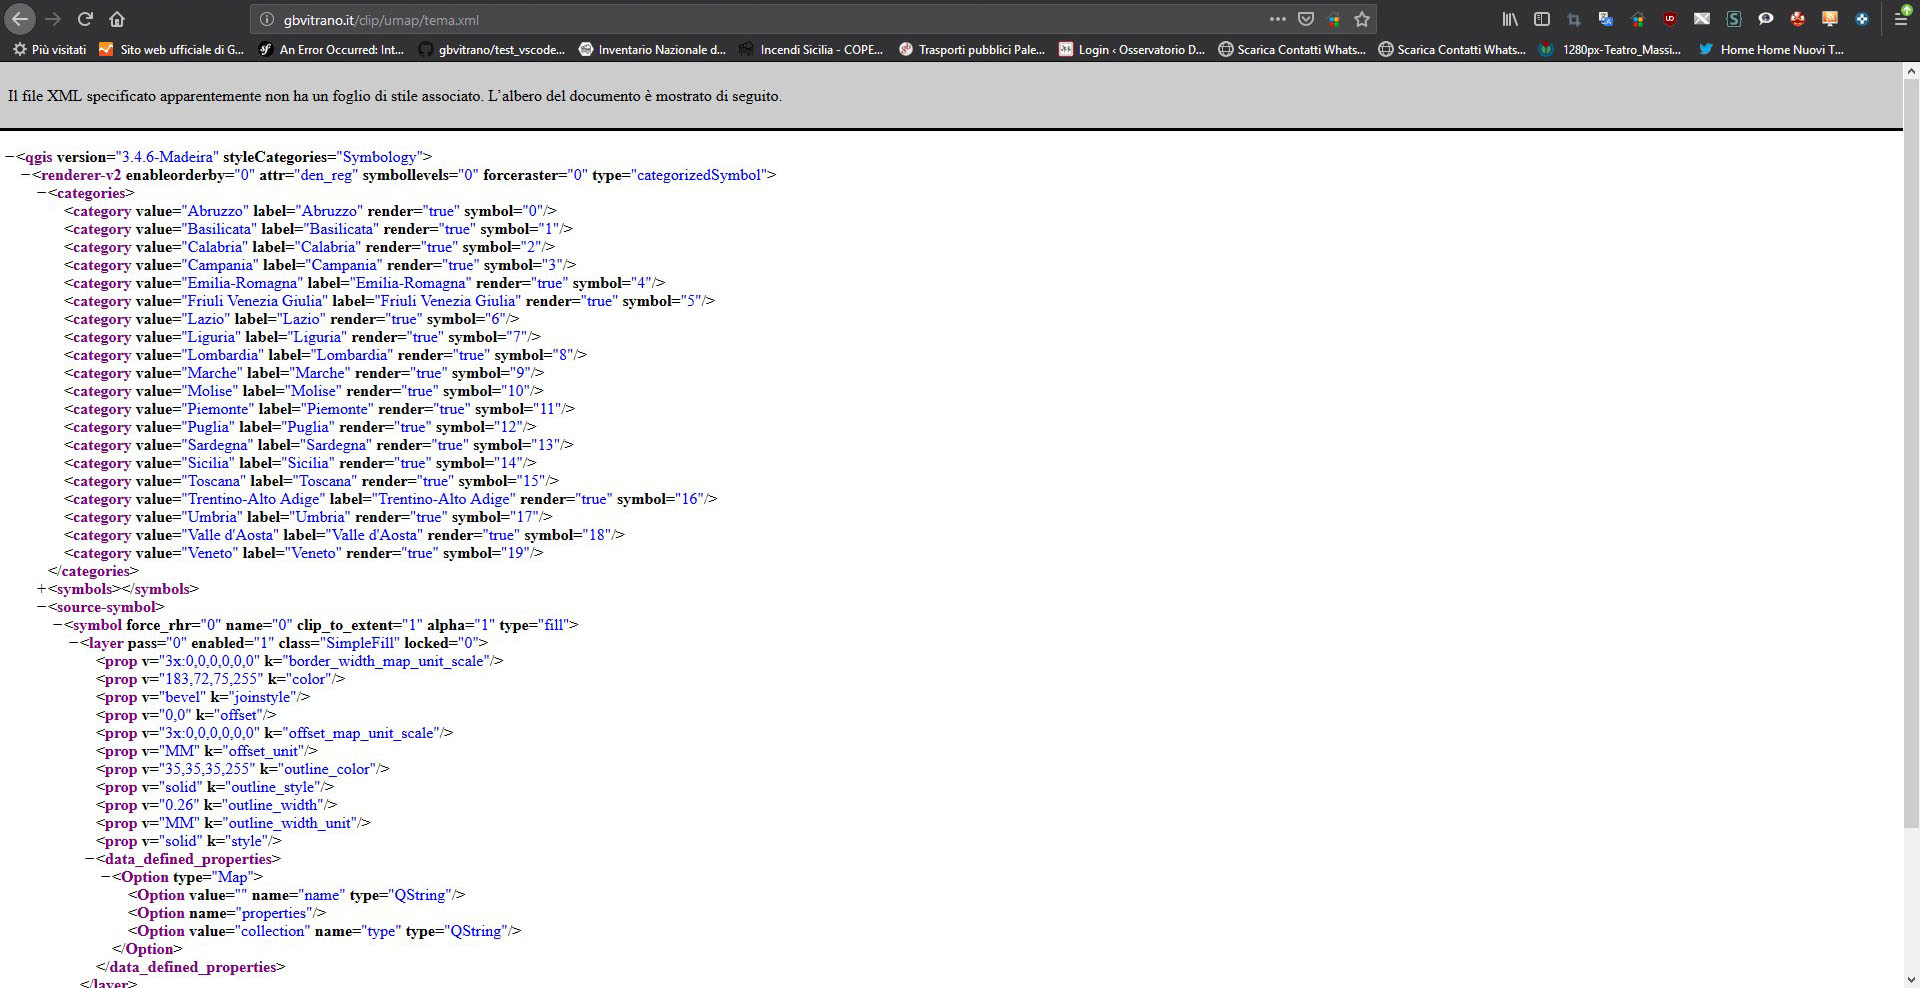 gbvitrano.it/clip/umap/tema.xml
Più visitati Sito web ufficiale di G... An Error Occurred: Int... gbvitrano/test_vscode... Inventario Nazionale d... Incendi Sicilia - COPE... Trasporti pubblici Pale... Login ‹ Osservatorio D... Scarica Contatti Whats... Scarica Contatti Whats... 1280px-Teatro_Massi... Home Home Nuovi T...
Il file XML specificato apparentemente non ha un foglio di stile associato. L'albero del documento è mostrato di seguito.
−<qgis version="3.4.6-Madeira" styleCategories="Symbology">
−<renderer-v2 enableorderby="0" attr="den_reg" symbollevels="0" forceraster="0" type="categorizedSymbol">
−<categories>
<category value="Abruzzo" label="Abruzzo" render="true" symbol="0"/>
<category value="Basilicata" label="Basilicata" render="true" symbol="1"/>
<category value="Calabria" label="Calabria" render="true" symbol="2"/>
<category value="Campania" label="Campania" render="true" symbol="3"/>
<category value="Emilia-Romagna" label="Emilia-Romagna" render="true" symbol="4"/>
<category value="Friuli Venezia Giulia" label="Friuli Venezia Giulia" render="true" symbol="5"/>
<category value="Lazio" label="Lazio" render="true" symbol="6"/>
<category value="Liguria" label="Liguria" render="true" symbol="7"/>
<category value="Lombardia" label="Lombardia" render="true" symbol="8"/>
<category value="Marche" label="Marche" render="true" symbol="9"/>
<category value="Molise" label="Molise" render="true" symbol="10"/>
<category value="Piemonte" label="Piemonte" render="true" symbol="11"/>
<category value="Puglia" label="Puglia" render="true" symbol="12"/>
<category value="Sardegna" label="Sardegna" render="true" symbol="13"/>
<category value="Sicilia" label="Sicilia" render="true" symbol="14"/>
<category value="Toscana" label="Toscana" render="true" symbol="15"/>
<category value="Trentino-Alto Adige" label="Trentino-Alto Adige" render="true" symbol="16"/>
<category value="Umbria" label="Umbria" render="true" symbol="17"/>
<category value="Valle d'Aosta" label="Valle d'Aosta" render="true" symbol="18"/>
<category value="Veneto" label="Veneto" render="true" symbol="19"/>
</categories>
+<symbols></symbols>
−<source-symbol>
−<symbol force_rhr="0" name="0" clip_to_extent="1" alpha="1" type="fill">
−<layer pass="0" enabled="1" class="SimpleFill" locked="0">
<prop v="3x:0,0,0,0,0,0" k="border_width_map_unit_scale"/>
<prop v="183,72,75,255" k="color"/>
<prop v="bevel" k="joinstyle"/>
<prop v="0,0" k="offset"/>
<prop v="3x:0,0,0,0,0,0" k="offset_map_unit_scale"/>
<prop v="MM" k="offset_unit"/>
<prop v="35,35,35,255" k="outline_color"/>
<prop v="solid" k="outline_style"/>
<prop v="0.26" k="outline_width"/>
<prop v="MM" k="outline_width_unit"/>
<prop v="solid" k="style"/>
−<data_defined_properties>
−<Option type="Map">
<Option value="" name="name" type="QString"/>
<Option name="properties"/>
<Option value="collection" name="type" type="QString"/>
</Option>
</data_defined_properties>
</layer>